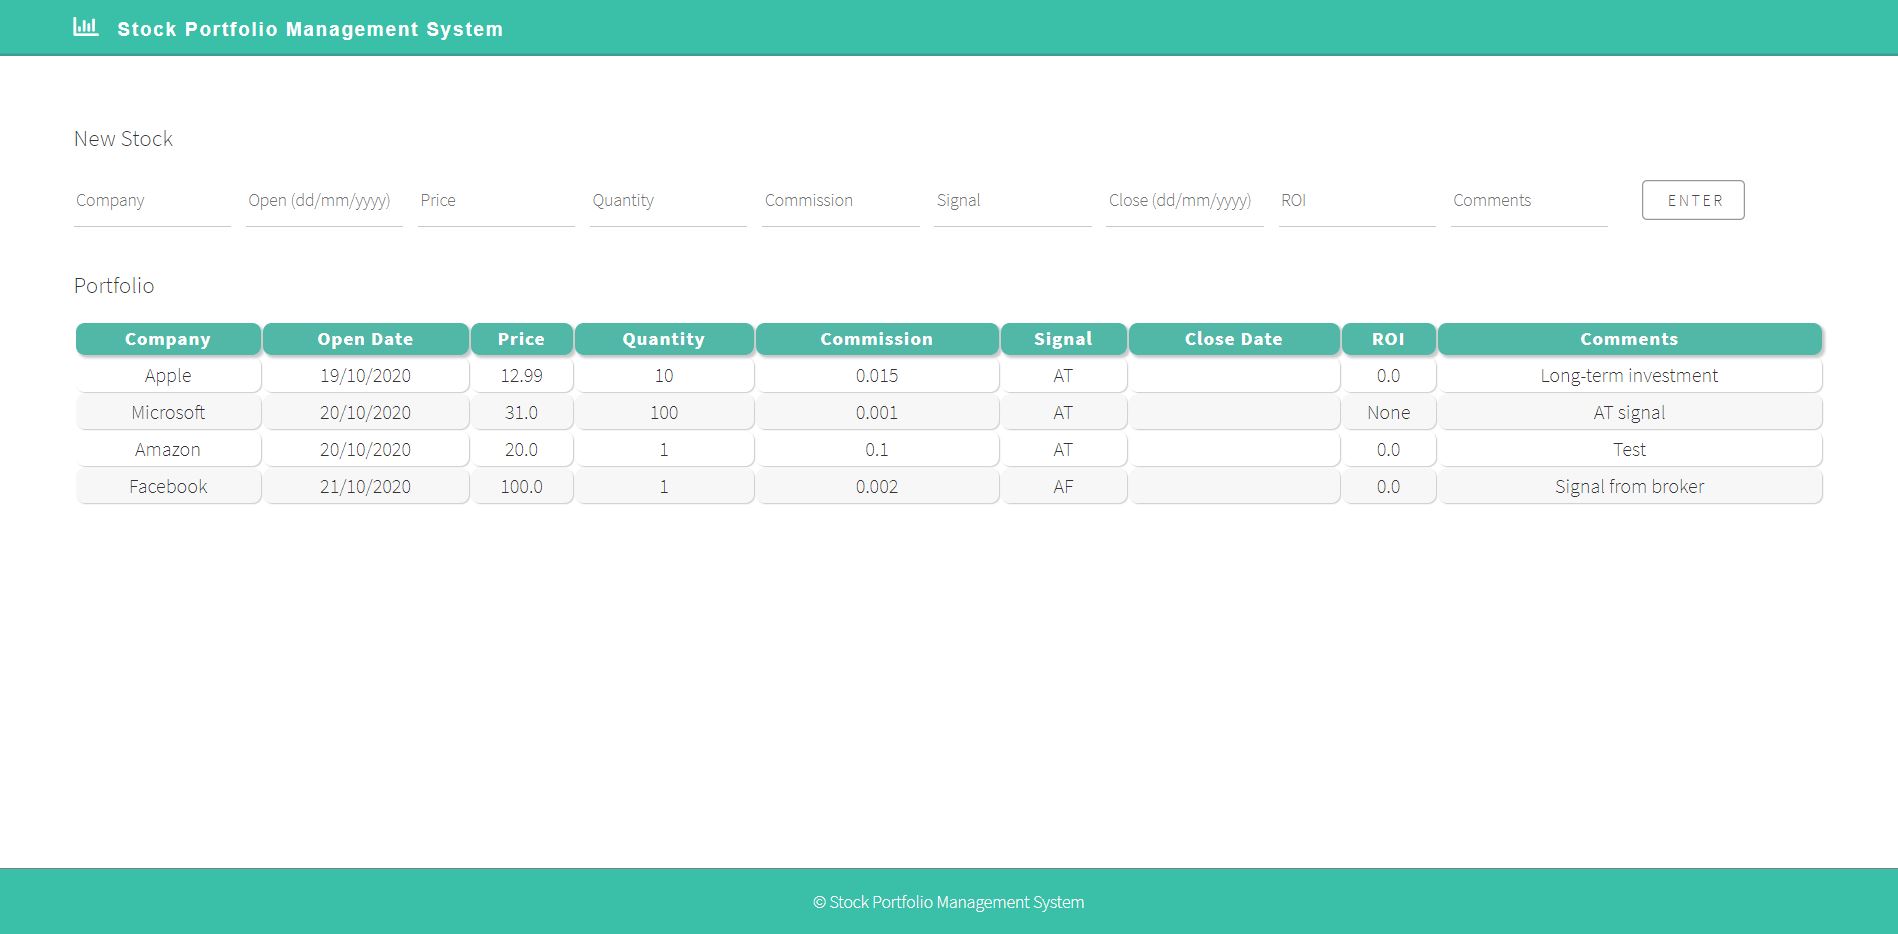 Stock Portfolio Management System
New Stock
Company Open (dd/mm/yyyy) Price Quantity Commission Signal Close (dd/mm/yyyy) ROI Comments ENTER
Portfolio
Company Open Date Price Quantity Commission Signal Close Date ROI Comments
Apple 19/10/2020 12.99 10 0.015 AT 0.0 Long-term investment
Microsoft 20/10/2020 31.0 100 0.001 AT None AT signal
Amazon 20/10/2020 20.0 1 0.1 AT 0.0 Test
Facebook 21/10/2020 100.0 1 0.002 AF 0.0 Signal from broker
© Stock Portfolio Management System